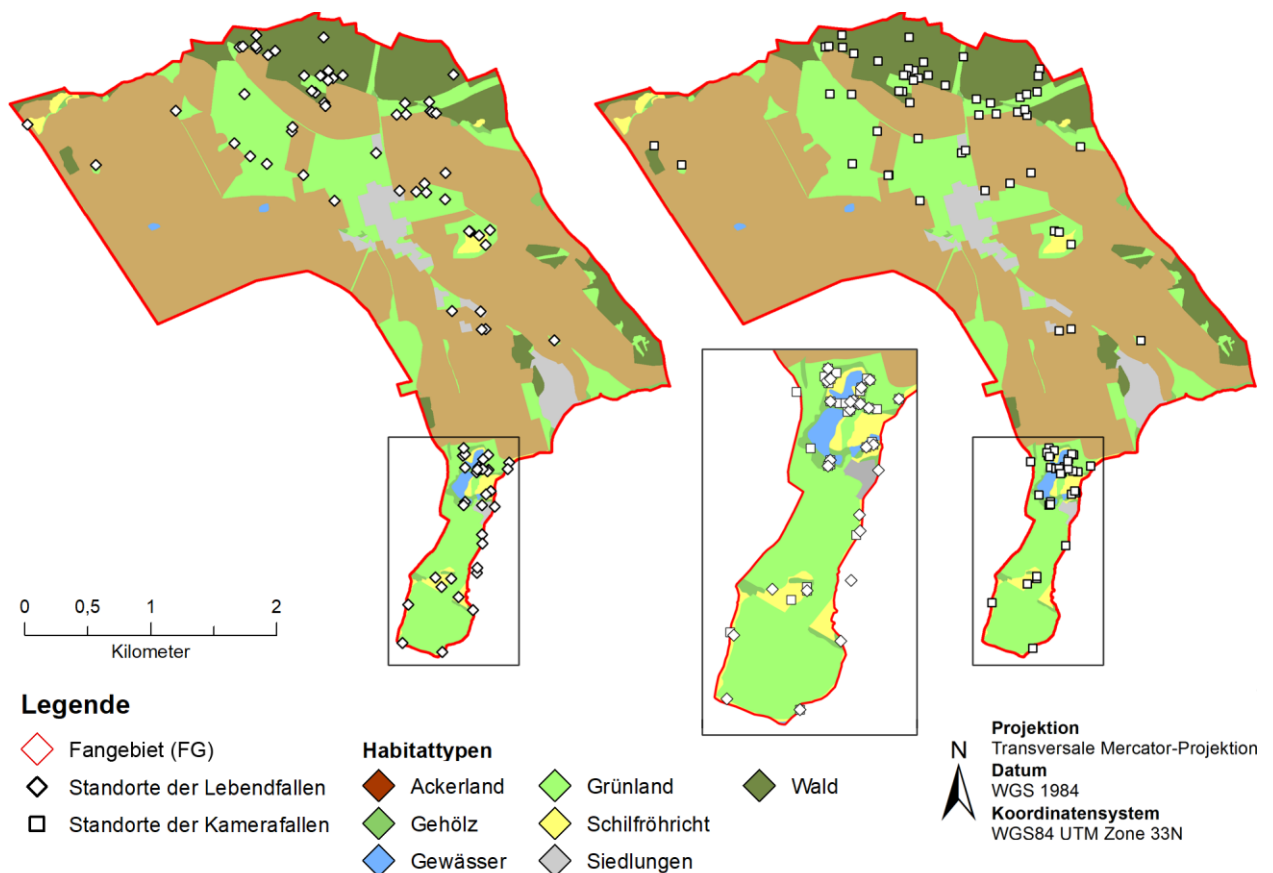 0 0,5 1 2
Kilometer
Legende
Fangebiet (FG)
Standorte der Lebendfallen
Standorte der Kamerafallen
Habitattypen
Ackerland
Gehölz
Gewässer
Grünland
Schilfröhricht
Siedlungen
Wald
N
Projektion
Transversale Mercator-Projektion
Datum
WGS 1984
Koordinatensystem
WGS84 UTM Zone 33N